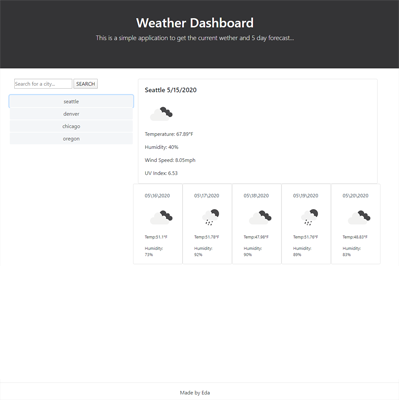 Weather Dashboard
This is a simple application to get the current wether and 5 day forecast...
Search for a city...
SEARCH
seattle
denver
chicago
oregon
Seattle 5/15/2020
Temperature: 67.89°F
Humidity: 40%
Wind Speed: 8.05mph
UV Index: 6.53
05\16\2020
Temp:51.1°F
Humidity:
73%
05\17\2020
Temp:51.78°F
Humidity:
92%
05\18\2020
Temp:47.88°F
Humidity:
90%
05\19\2020
Temp:51.78°F
Humidity:
88%
05\20\2020
Temp:46.83°F
Humidity:
83%
Made by Eda